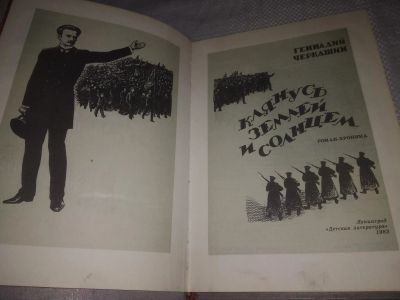 ГЕННАДИЙ
ЧЕРКАШИН
КЛЯНУСЬ
ЗЕМЛЕЙ
И СОЛНЦЕМ
РОМАН-ХРОНИКА
Ленинград
«Детская литература»
1983